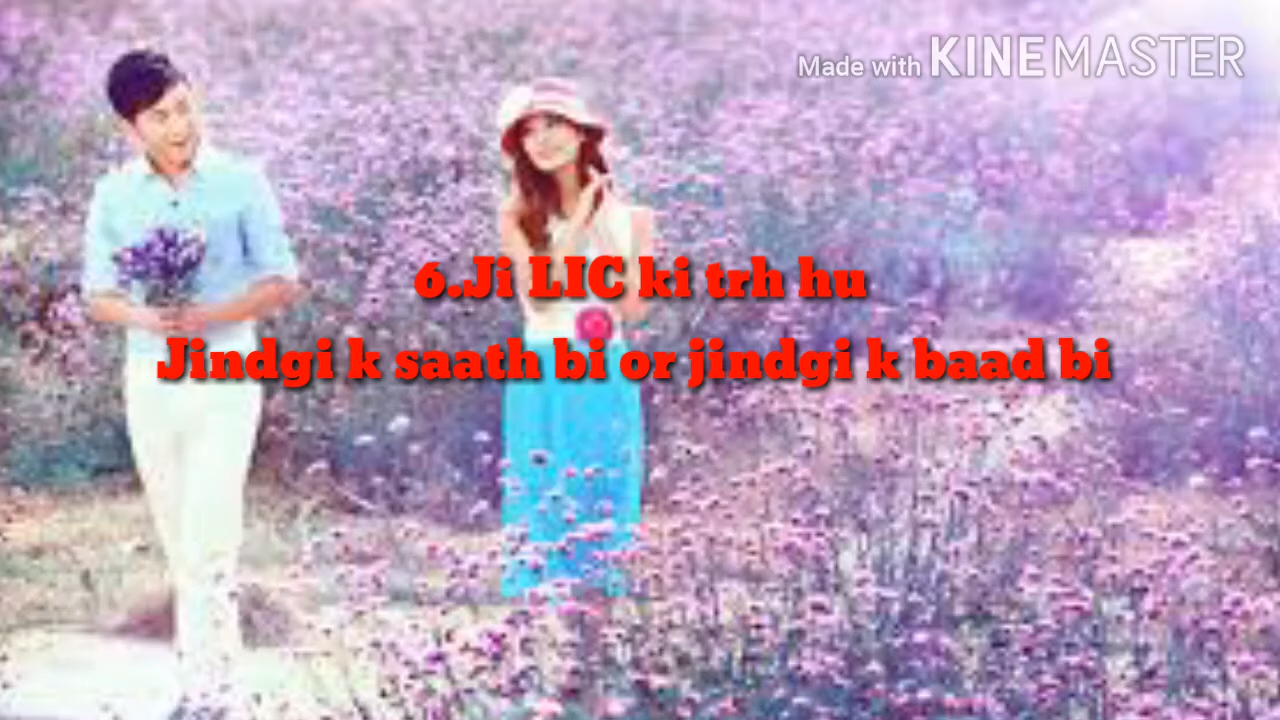 Made with KINEMASTER
6.Ji LIC ki trh hu
Jindgi k saath bi or jindgi k baad bi